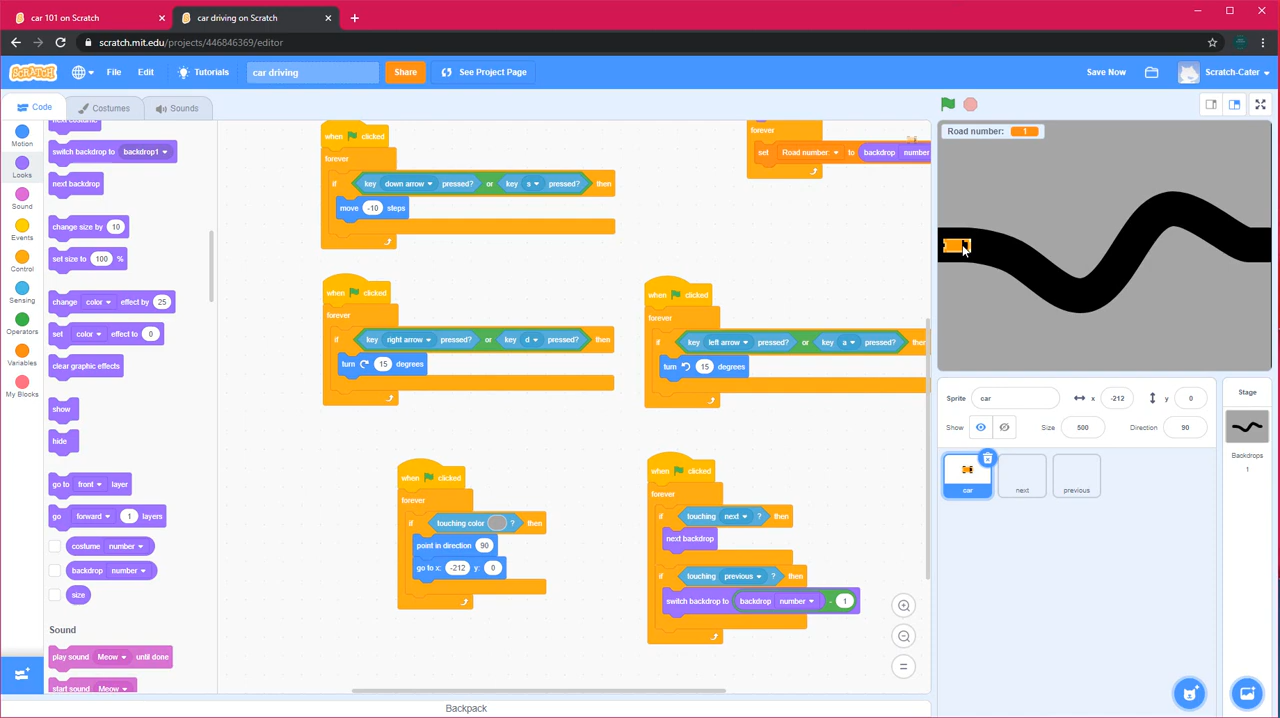 car 101 on Scratch
car driving on Scratch
scratch.mit.edu/projects/446846369/editor
SCRATCH File Edit Tutorials car driving Share See Project Page Save Now Scratch-Cater
Code Costumes Sounds
Motion
Looks
Sound
Events
Control
Sensing
Operators
Variables
My Blocks
next costume
switch backdrop to backdrop1
next backdrop
change size by 10
set size to 100 %
change color effect by 25
set color effect to 0
clear graphic effects
show
hide
go to front layer
go forward 1 layers
costume number
backdrop number
size
Sound
play sound Meow until done
start sound Meow
when clicked
forever
if key down arrow pressed? or key s pressed? then
move -10 steps
forever
set Road number: to backdrop number
when clicked
forever
if key right arrow pressed? or key d pressed? then
turn 15 degrees
when clicked
forever
if key left arrow pressed? or key a pressed? then
turn 15 degrees
when clicked
forever
if touching color ? then
point in direction 90
go to x: -212 y: 0
when clicked
forever
if touching next ? then
next backdrop
if touching previous ? then
switch backdrop to backdrop number - 1
Backpack
Road number: 1
Sprite car x -212 y 0
Show Size 500 Direction 90
car
next
previous
Stage
Backdrops
1